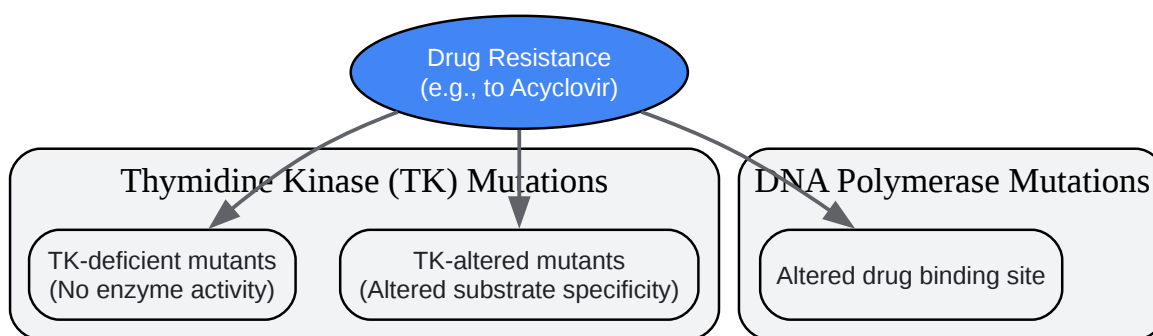 Drug Resistance
(e.g., to Acyclovir)
Thymidine Kinase (TK) Mutations
DNA Polymerase Mutations
TK-deficient mutants
(No enzyme activity)
TK-altered mutants
(Altered substrate specificity)
Altered drug binding site